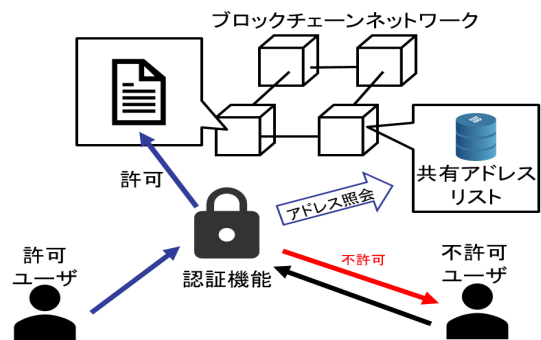 ブロックチェーンネットワーク
共有アドレス
リスト
許可
アドレス照会
許可
ユーザ
認証機能
不許可
不許可
ユーザ